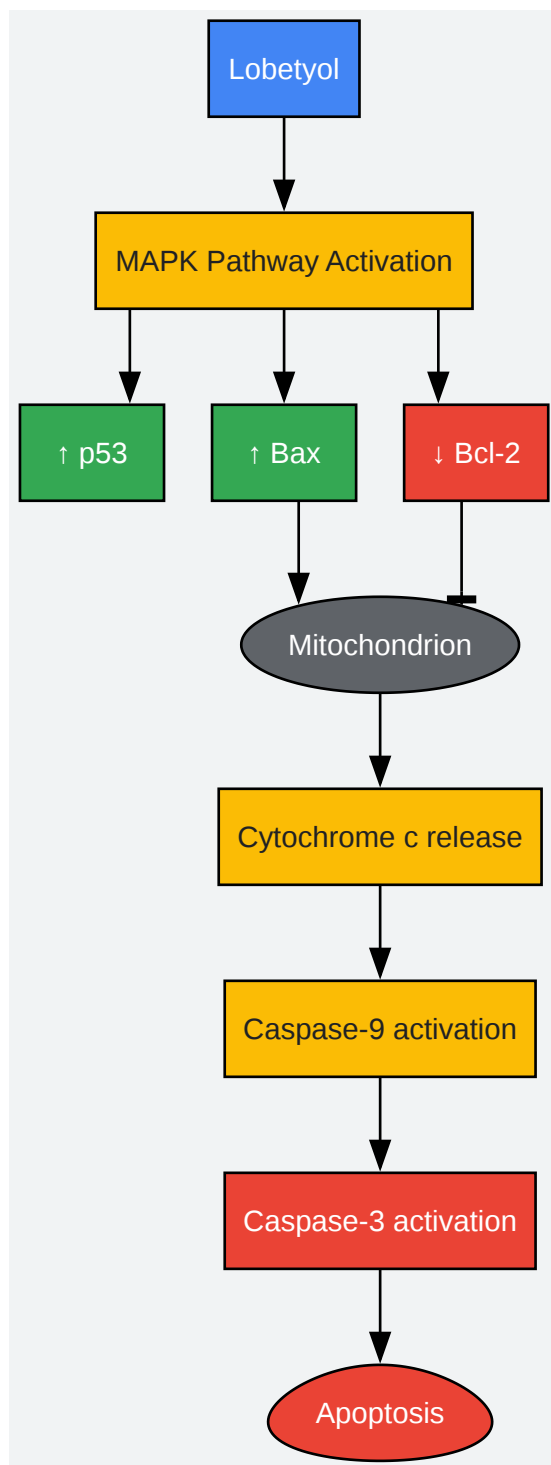 Lobetyol
MAPK Pathway Activation
↑ p53
↑ Bax
↓ Bcl-2
Mitochondrion
Cytochrome c release
Caspase-9 activation
Caspase-3 activation
Apoptosis